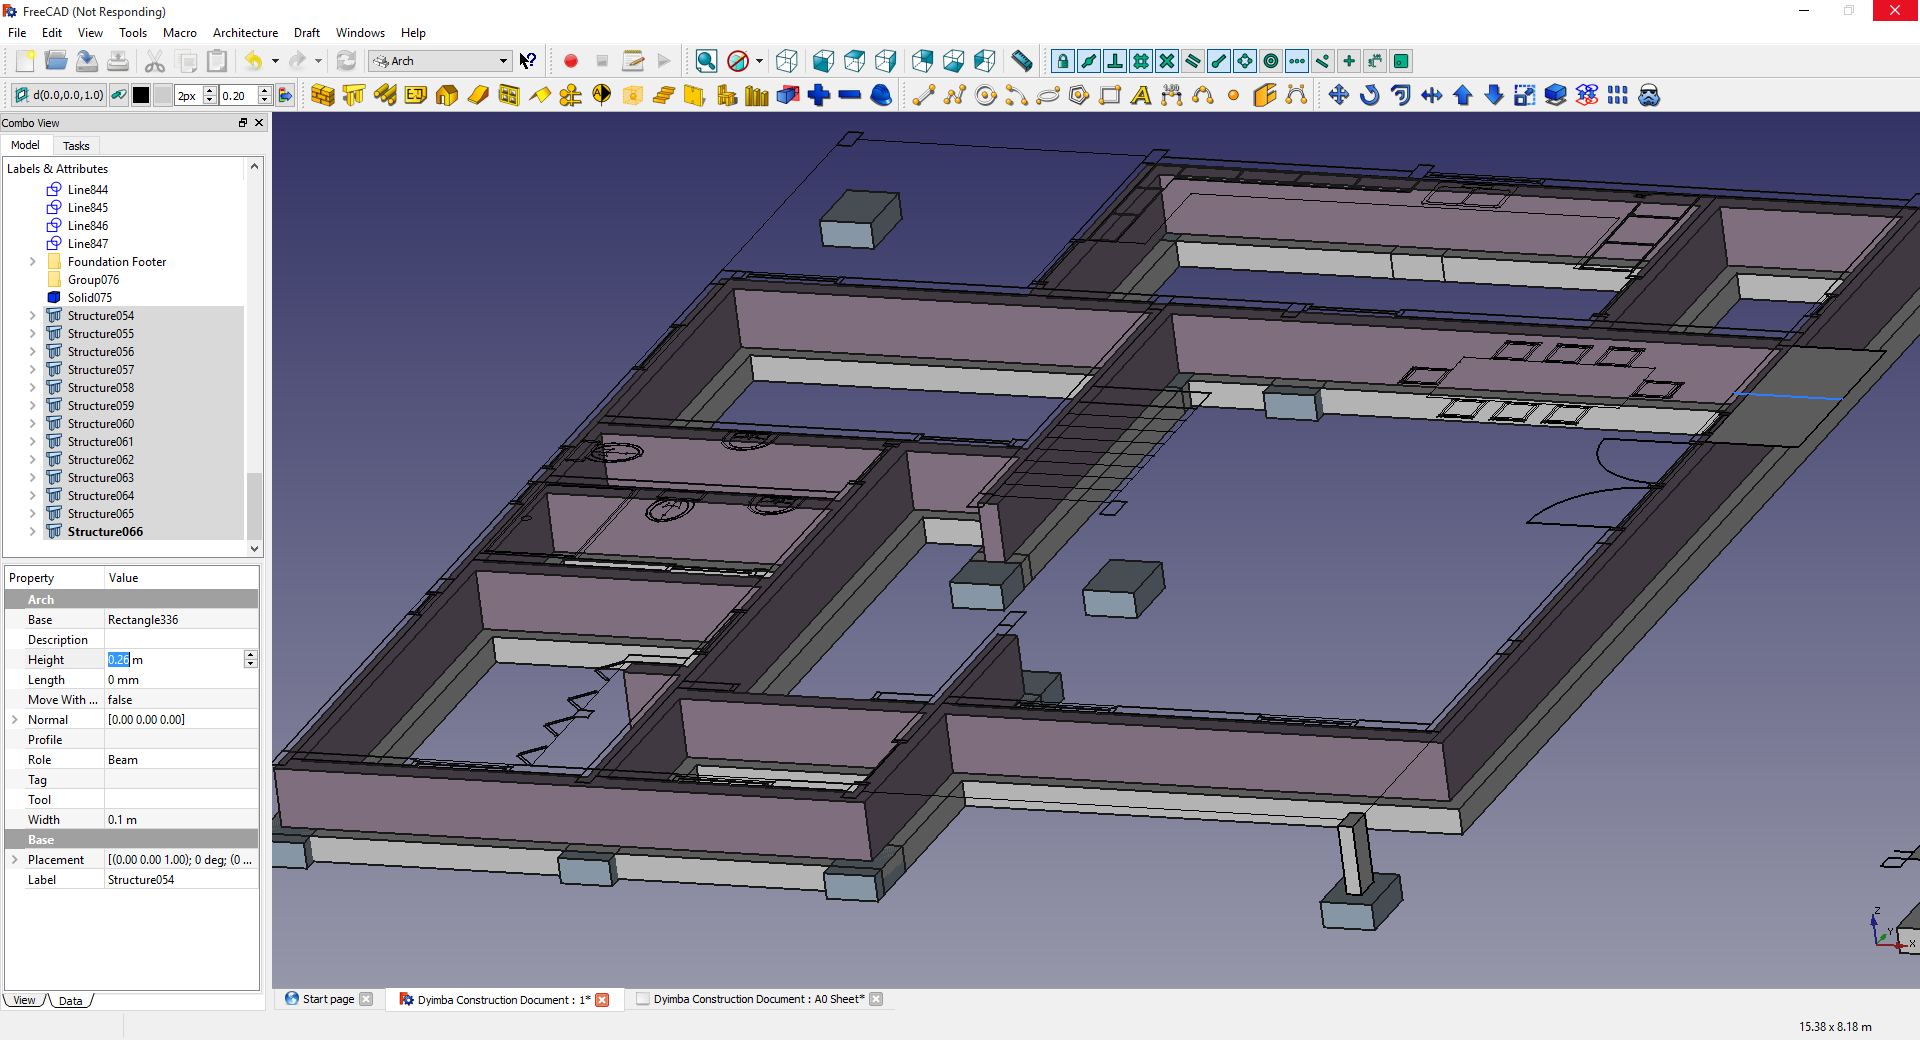 FreeCAD (Not Responding)
File Edit View Tools Macro Architecture Draft Windows Help
Arch
d(0.0,0.0,1.0) 2px 0.20
Combo View
Model Tasks
Labels & Attributes
Line844
Line845
Line846
Line847
Foundation Footer
Group076
Solid075
Structure054
Structure055
Structure056
Structure057
Structure058
Structure059
Structure060
Structure061
Structure062
Structure063
Structure064
Structure065
Structure066
Property Value
Arch
Base Rectangle336
Description
Height 0.26 m
Length 0 mm
Move With ... false
Normal [0.00 0.00 0.00]
Profile
Role Beam
Tag
Tool
Width 0.1 m
Base
Placement [(0.00 0.00 1.00); 0 deg; (0 ...
Label Structure054
View Data
Z
Y
X
Start page Dyimba Construction Document : 1* Dyimba Construction Document : A0 Sheet*
15.38 x 8.18 m